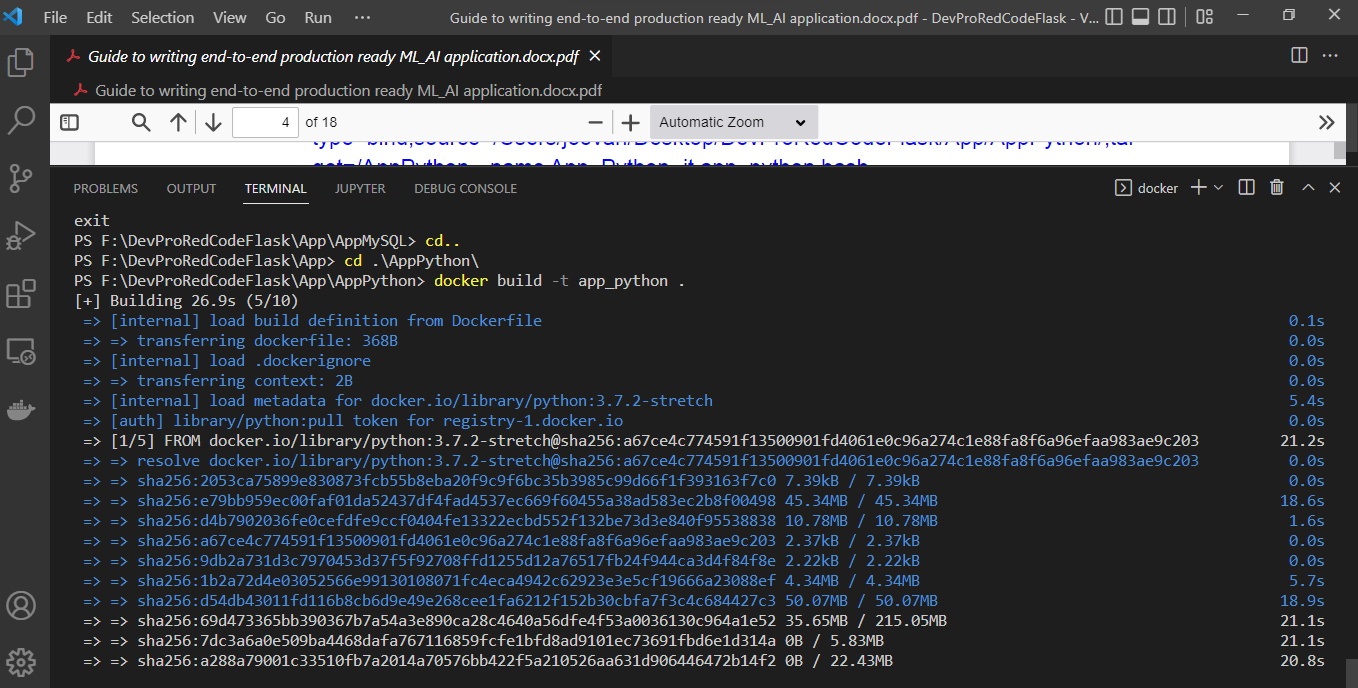 File Edit Selection View Go Run ··· Guide to writing end-to-end production ready ML_AI application.docx.pdf - DevProRedCodeFlask - V...
Guide to writing end-to-end production ready ML_AI application.docx.pdf
Guide to writing end-to-end production ready ML_AI application.docx.pdf
4 of 18 Automatic Zoom
PROBLEMS OUTPUT TERMINAL JUPYTER DEBUG CONSOLE docker
exit
PS F:\DevProRedCodeFlask\App\AppMySQL> cd..
PS F:\DevProRedCodeFlask\App> cd .\AppPython\
PS F:\DevProRedCodeFlask\App\AppPython> docker build -t app_python .
[+] Building 26.9s (5/10)
=> [internal] load build definition from Dockerfile 0.1s
=> => transferring dockerfile: 368B 0.0s
=> [internal] load .dockerignore 0.0s
=> => transferring context: 2B 0.0s
=> [internal] load metadata for docker.io/library/python:3.7.2-stretch 5.4s
=> [auth] library/python:pull token for registry-1.docker.io 0.0s
=> [1/5] FROM docker.io/library/python:3.7.2-stretch@sha256:a67ce4c774591f13500901fd4061e0c96a274c1e88fa8f6a96efaa983ae9c203 21.2s
=> => resolve docker.io/library/python:3.7.2-stretch@sha256:a67ce4c774591f13500901fd4061e0c96a274c1e88fa8f6a96efaa983ae9c203 0.0s
=> => sha256:2053ca75899e830873fcb55b8eba20f9c9f6bc35b3985c99d66f1f393163f7c0 7.39kB / 7.39kB 0.0s
=> => sha256:e79bb959ec00faf01da52437df4fad4537ec669f60455a38ad583ec2b8f00498 45.34MB / 45.34MB 18.6s
=> => sha256:d4b7902036fe0cefdfe9ccf0404fe13322ecbd552f132be73d3e840f95538838 10.78MB / 10.78MB 1.6s
=> => sha256:a67ce4c774591f13500901fd4061e0c96a274c1e88fa8f6a96efaa983ae9c203 2.37kB / 2.37kB 0.0s
=> => sha256:9db2a731d3c7970453d37f5f92708ffd1255d12a76517fb24f944ca3d4f84f8e 2.22kB / 2.22kB 0.0s
=> => sha256:1b2a72d4e03052566e99130108071fc4eca4942c62923e3e5cf19666a23088ef 4.34MB / 4.34MB 5.7s
=> => sha256:d54db43011fd116b8cb6d9e49e268cee1fa6212f152b30cbfa7f3c4c684427c3 50.07MB / 50.07MB 18.9s
=> => sha256:69d473365bb390367b7a54a3e890ca28c4640a56dfe4f53a0036130c964a1e52 35.65MB / 215.05MB 21.1s
=> => sha256:7dc3a6a0e509ba4468dafa767116859fcfe1bfd8ad9101ec73691fbd6e1d314a 0B / 5.83MB 21.1s
=> => sha256:a288a79001c33510fb7a2014a70576bb422f5a210526aa631d906446472b14f2 0B / 22.43MB 20.8s